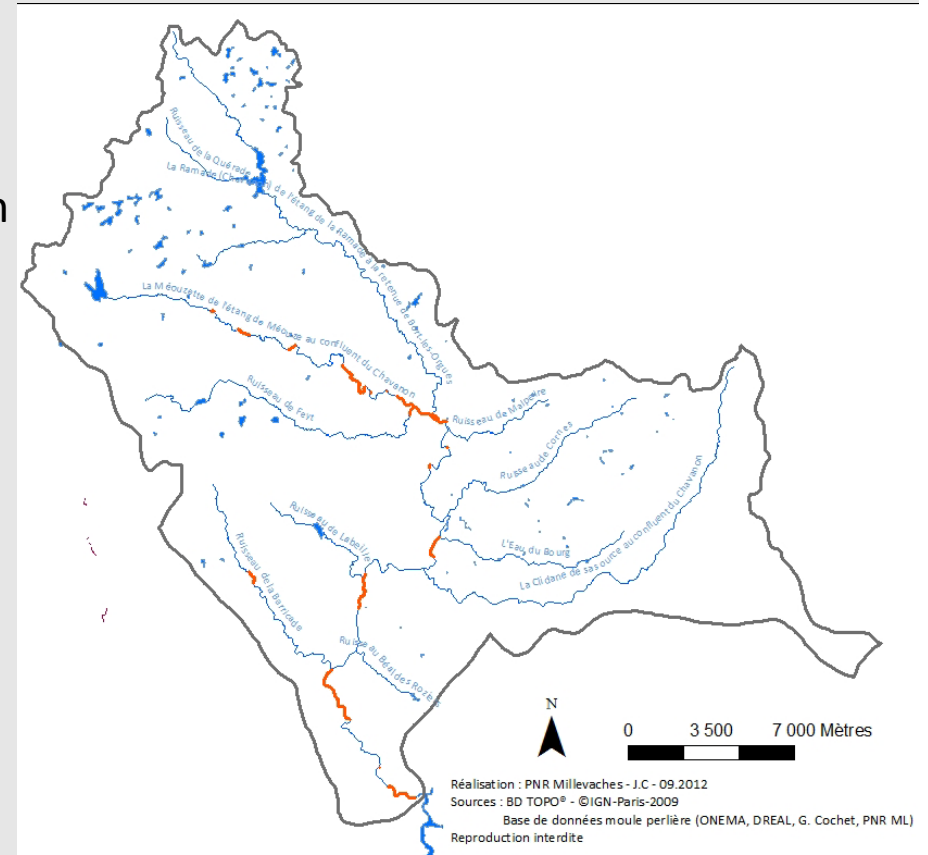 n
Ruisseau de la Quérade
La Ramade (Chavanon) de l'étang de la Ramade à la retenue de Bort-les-Orgues
La Méouzette de l'étang de Méouze au confluent du Chavanon
Ruisseau de Feyt
Ruisseau de Malpeire
Ruisseau de Cornes
Ruisseau de Labeille
L'Eau du Bourg
La Clidane de sa source au confluent du Chavanon
Ruisseau de la Barricade
Ruisseau Béal des Roziers
N
0 3 500 7 000 Mètres
Réalisation : PNR Millevaches - J.C - 09.2012
Sources : BD TOPO® - ©IGN-Paris-2009
Base de données moule perlière (ONEMA, DREAL, G. Cochet, PNR ML)
Reproduction interdite